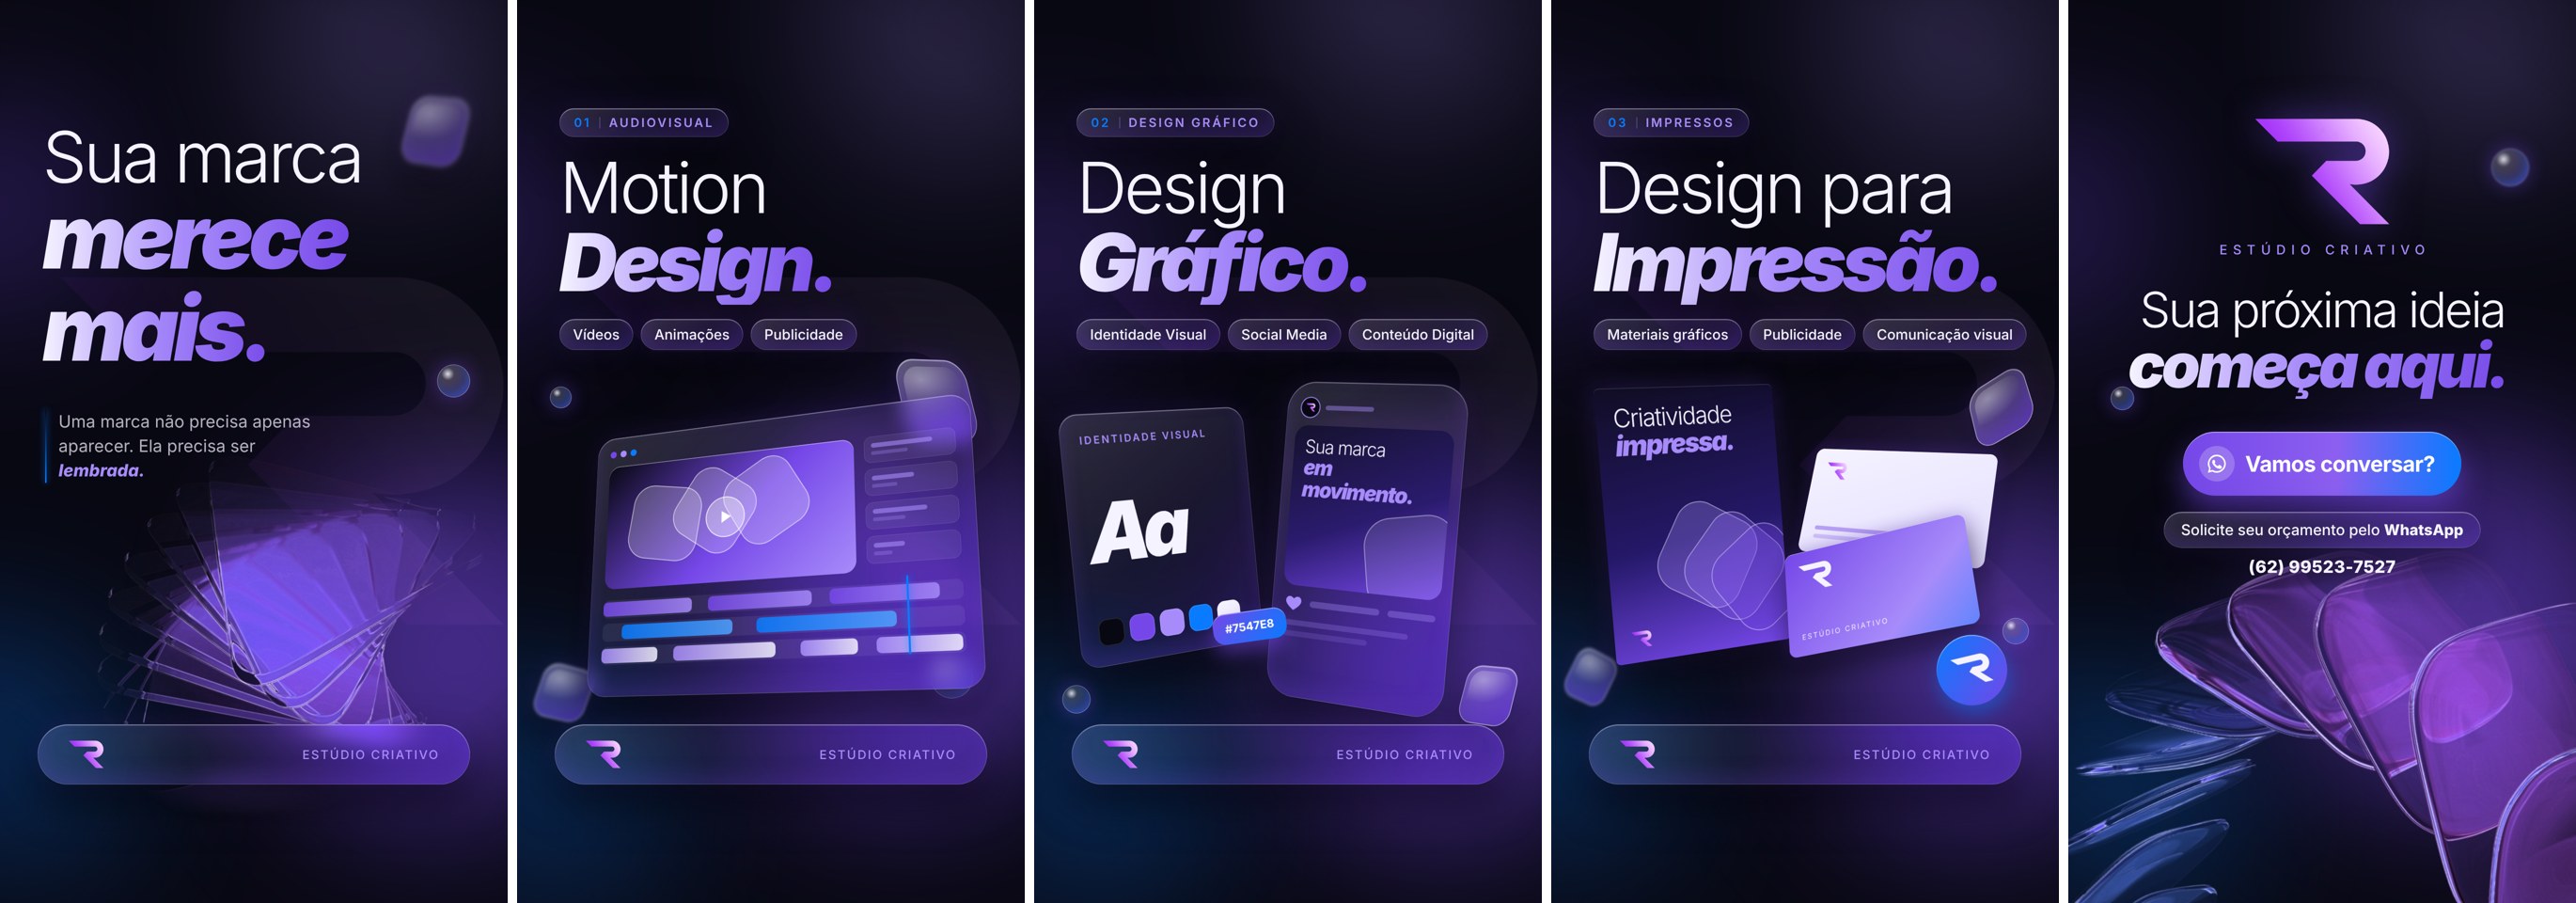 Sua marca
merece
mais.
Uma marca não precisa apenas
aparecer. Ela precisa ser
lembrada.
ESTÚDIO CRIATIVO
01 | AUDIOVISUAL
Motion
Design.
Vídeos
Animações
Publicidade
ESTÚDIO CRIATIVO
02 | DESIGN GRÁFICO
Design
Gráfico.
Identidade Visual
Social Media
Conteúdo Digital
IDENTIDADE VISUAL
Aa
#7547E8
Sua marca
em
movimento.
ESTÚDIO CRIATIVO
03 | IMPRESSOS
Design para
Impressão.
Materiais gráficos
Publicidade
Comunicação visual
Criatividade
impressa.
ESTÚDIO CRIATIVO
ESTÚDIO CRIATIVO
ESTÚDIO CRIATIVO
Sua próxima ideia
começa aqui.
Vamos conversar?
Solicite seu orçamento pelo WhatsApp
(62) 99523-7527